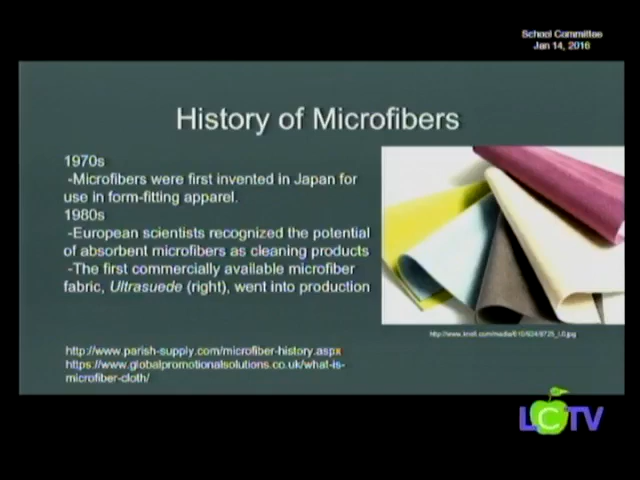 School Committee
Jan 14, 2016
History of Microfibers
1970s
-Microfibers were first invented in Japan for
use in form-fitting apparel.
1980s
-European scientists recognized the potential
of absorbent microfibers as cleaning products
-The first commercially available microfiber
fabric, Ultrasuede (right), went into production
http://www.parish-supply.com/microfiber-history.aspx
https://www.globalpromotionalsolutions.co.uk/what-is-
microfiber-cloth/
LCTV